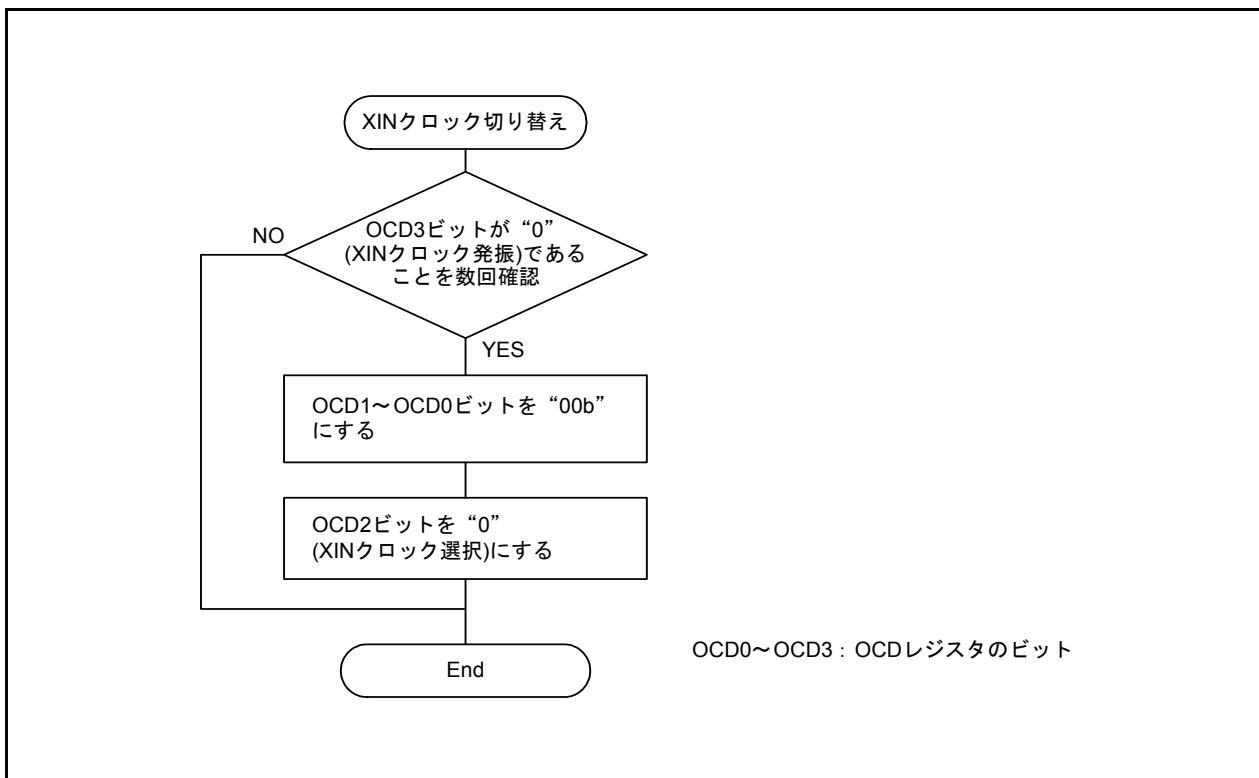 XINクロック切り替え
OCD3ビットが“0”
(XINクロック発振)である
ことを数回確認
NO
YES
OCD1～OCD0ビットを“00b”
にする
OCD2ビットを“0”
(XINクロック選択)にする
End
OCD0～OCD3：OCDレジスタのビット